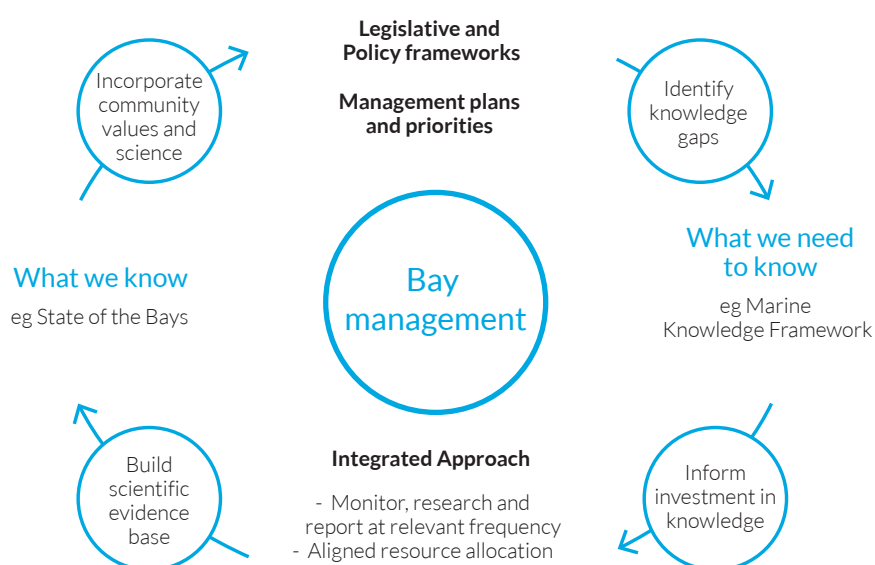 Legislative and
Policy frameworks
Management plans
and priorities
Identify
knowledge
gaps
What we need
to know
eg Marine
Knowledge Framework
Inform
investment in
knowledge
Integrated Approach
- Monitor, research and
report at relevant frequency
- Aligned resource allocation
Build
scientific
evidence
base
What we know
eg State of the Bays
Incorporate
community
values and
science
Bay
management